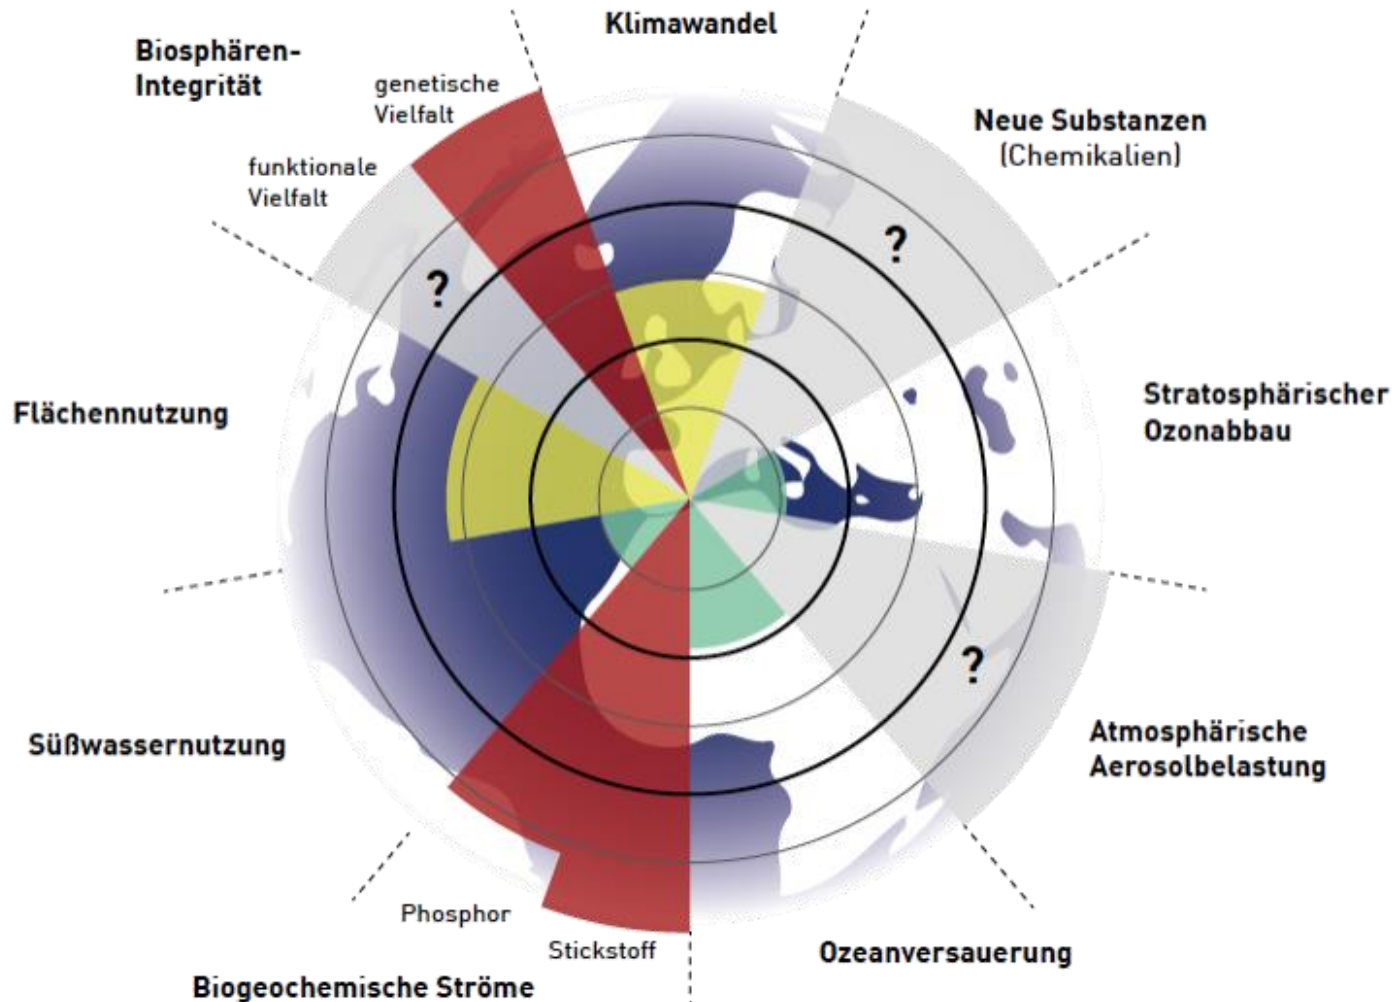 Klimawandel
Biosphären-
Integrität
genetische
Vielfalt
funktionale
Vielfalt
?
Neue Substanzen
(Chemikalien)
?
Flächennutzung
Stratosphärischer
Ozonabbau
Süßwassernutzung
?
Atmosphärische
Aerosolbelastung
Phosphor
Stickstoff
Biogeochemische Ströme
Ozeanversauerung